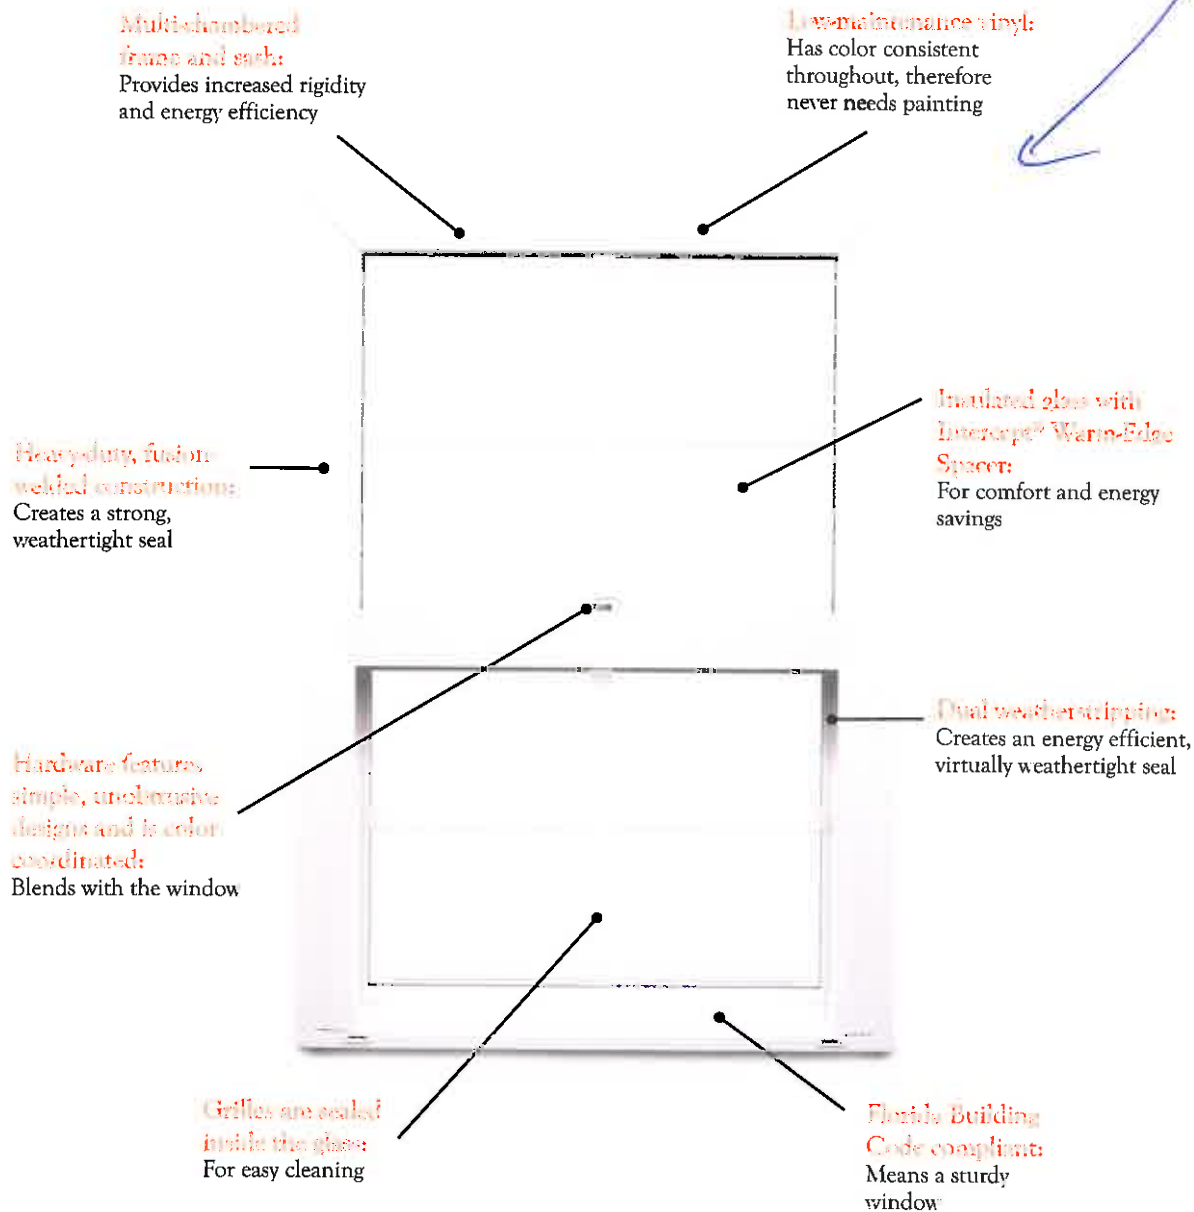 Multi-chambered
frame and sash:
Provides increased rigidity
and energy efficiency
Low-maintenance vinyl:
Has color consistent
throughout, therefore
never needs painting
Heavy-duty, fusion-
welded construction:
Creates a strong,
weathertight seal
Insulated glass with
Intercept® Warm-Edge
Spacer:
For comfort and energy
savings
Hardware features
simple, unobtrusive
designs and is color
coordinated:
Blends with the window
Dual weatherstripping:
Creates an energy efficient,
virtually weathertight seal
Grilles are sealed
inside the glass:
For easy cleaning
Florida Building
Code compliant:
Means a sturdy
window